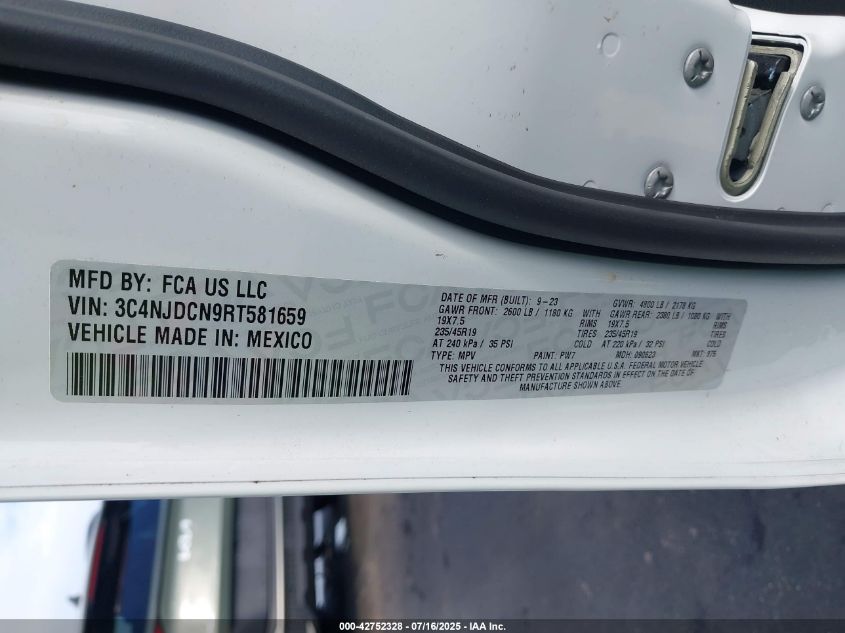 MFD BY: FCA US LLC
VIN: 3C4NJDCN9RT581659
VEHICLE MADE IN: MEXICO
DATE OF MFR (BUILT): 9-23 GVWR: 4800 LB / 2178 KG
GAWR FRONT: 2600 LB / 1180 KG WITH GAWR REAR: 2380 LB / 1080 KG WITH
19X7.5 RIMS 19X7.5 RIMS
235/45R19 TIRES 235/45R19 TIRES
AT 240 kPa / 35 PSI COLD AT 220 kPa / 32 PSI COLD
TYPE: MPV PAINT: PW7 MDH: 090623 MKT: 875
THIS VEHICLE CONFORMS TO ALL APPLICABLE U.S.A. FEDERAL MOTOR VEHICLE
SAFETY AND THEFT PREVENTION STANDARDS IN EFFECT ON THE DATE OF
MANUFACTURE SHOWN ABOVE.
000-42752328 - 07/16/2025 - IAA Inc.